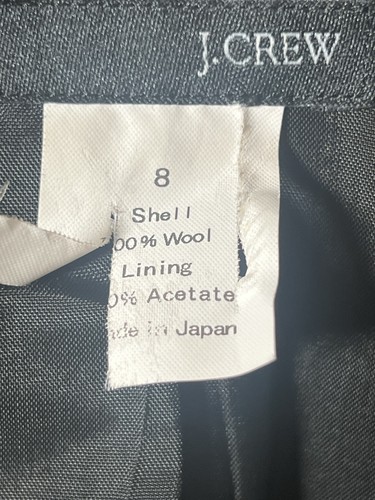 J.CREW
8
Shell
00% Wool
Lining
0% Acetate
de in Japan